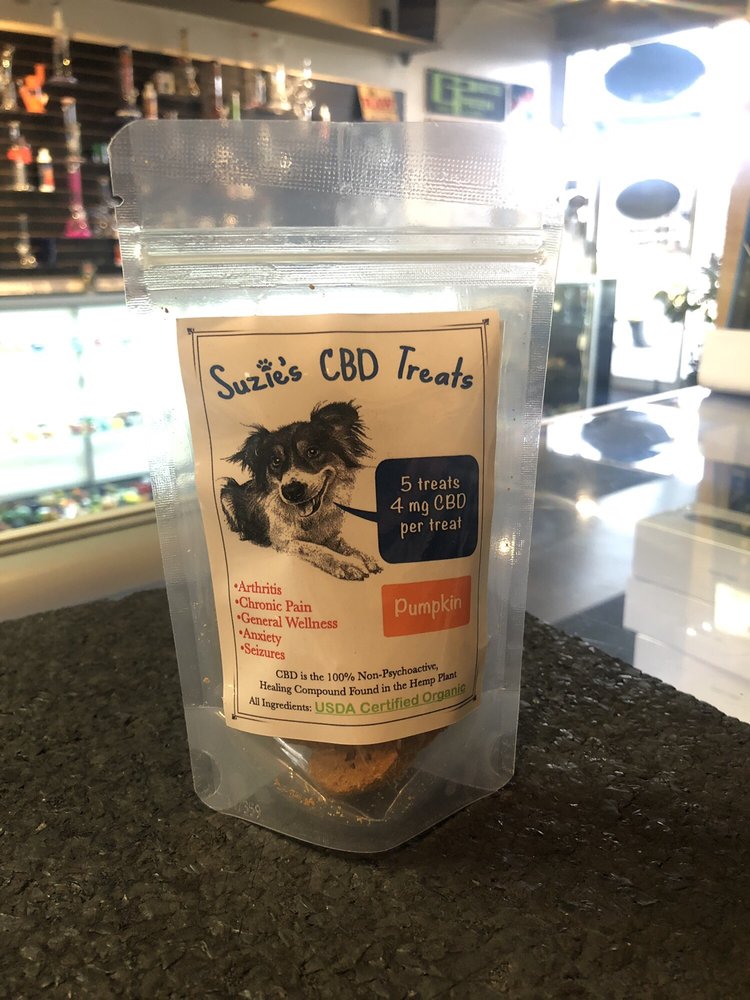 Suzie's CBD Treats
5 treats
4 mg CBD
per treat
•Arthritis
•Chronic Pain
•General Wellness
•Anxiety
•Seizures
Pumpkin
CBD is the 100% Non-Psychoactive,
Healing Compound Found in the Hemp Plant
All Ingredients: USDA Certified Organic